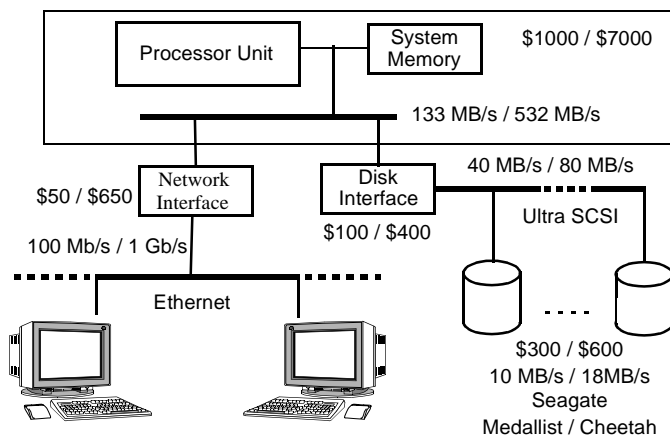 Processor Unit
System
Memory
$1000 / $7000
133 MB/s / 532 MB/s
Network
Interface
$50 / $650
Disk
Interface
$100 / $400
40 MB/s / 80 MB/s
Ultra SCSI
100 Mb/s / 1 Gb/s
Ethernet
$300 / $600
10 MB/s / 18MB/s
Seagate
Medallist / Cheetah